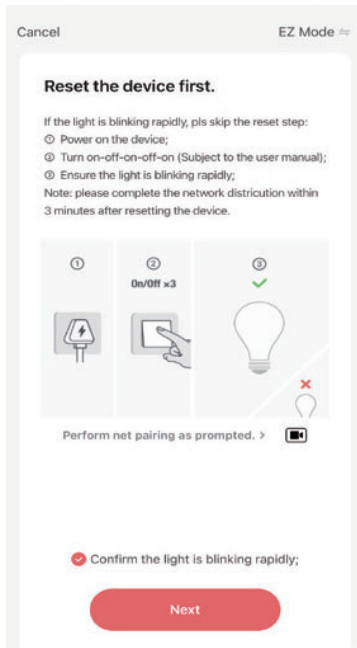 Cancel EZ Mode
Reset the device first.
If the light is blinking rapidly, pls skip the reset step:
① Power on the device;
② Turn on-off-on-off-on (Subject to the user manual);
③ Ensure the light is blinking rapidly;
Note: please complete the network districution within
3 minutes after resetting the device.
① ② ③
On/Off ×3
Perform net pairing as prompted. >
Confirm the light is blinking rapidly;
Next